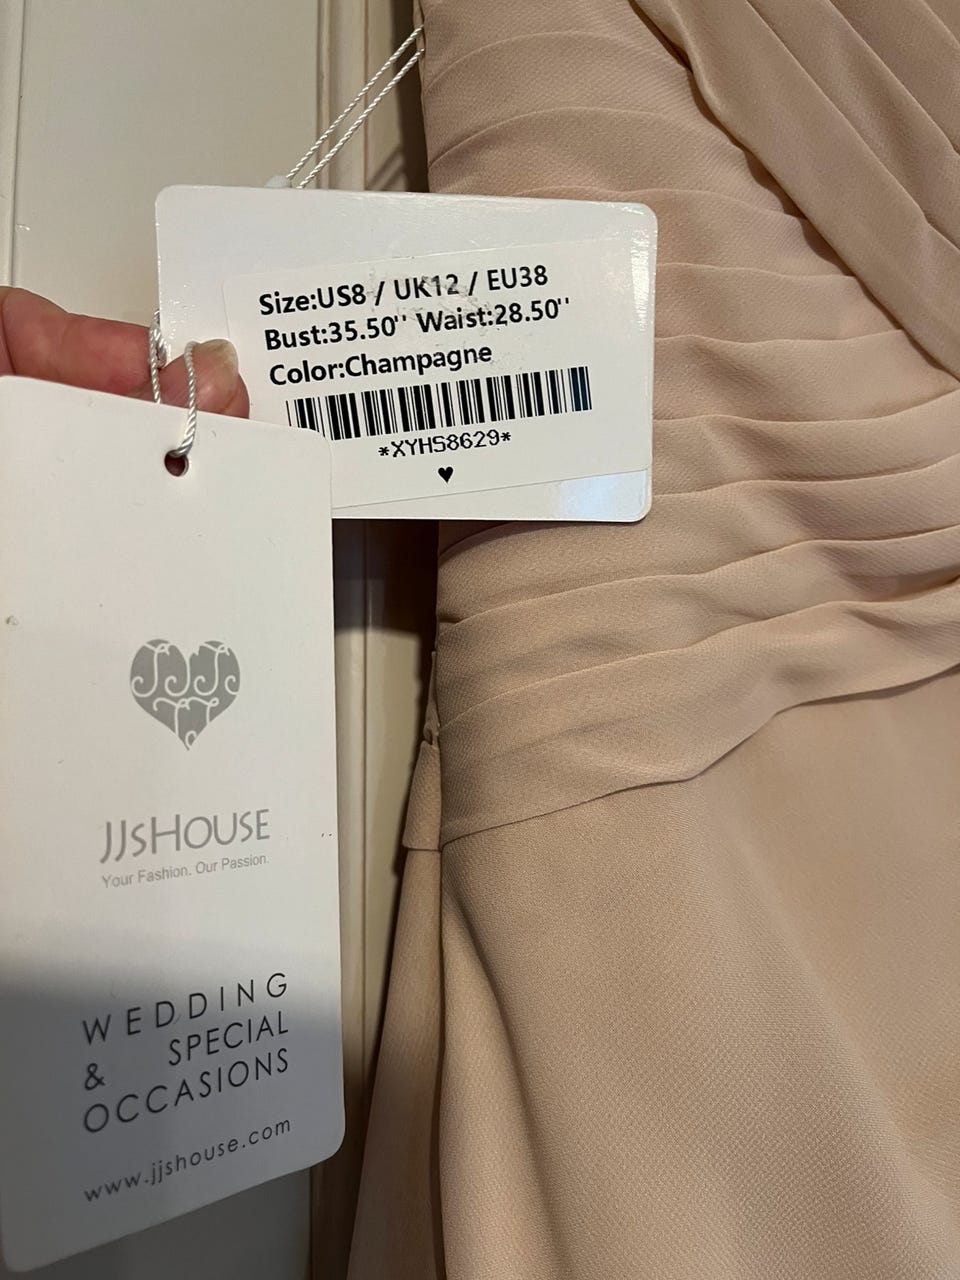 Size:US8 / UK12 / EU38
Bust:35.50'' Waist:28.50''
Color:Champagne
*XYHS8629*
JJsHouse
Your Fashion. Our Passion.
WEDDING
& SPECIAL
OCCASIONS
www.jjshouse.com